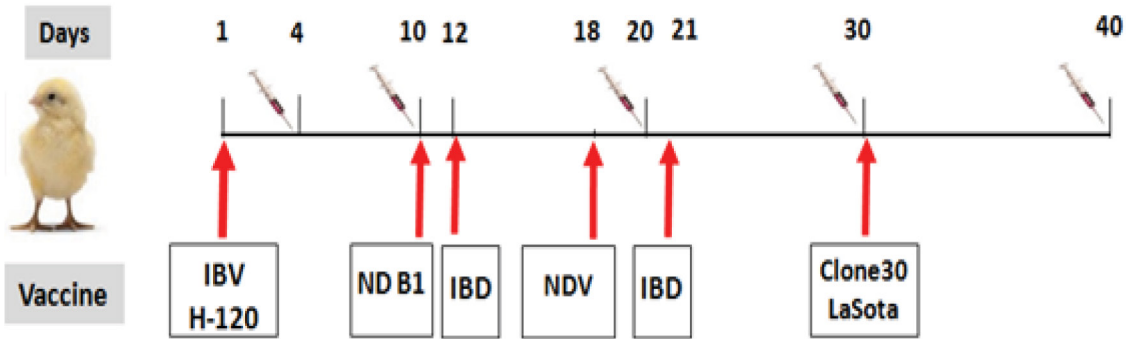 Days 1 4 10 12 18 20 21 30 40
Vaccine
IBV
H-120
ND B1
IBD
NDV
IBD
Clone30
LaSota